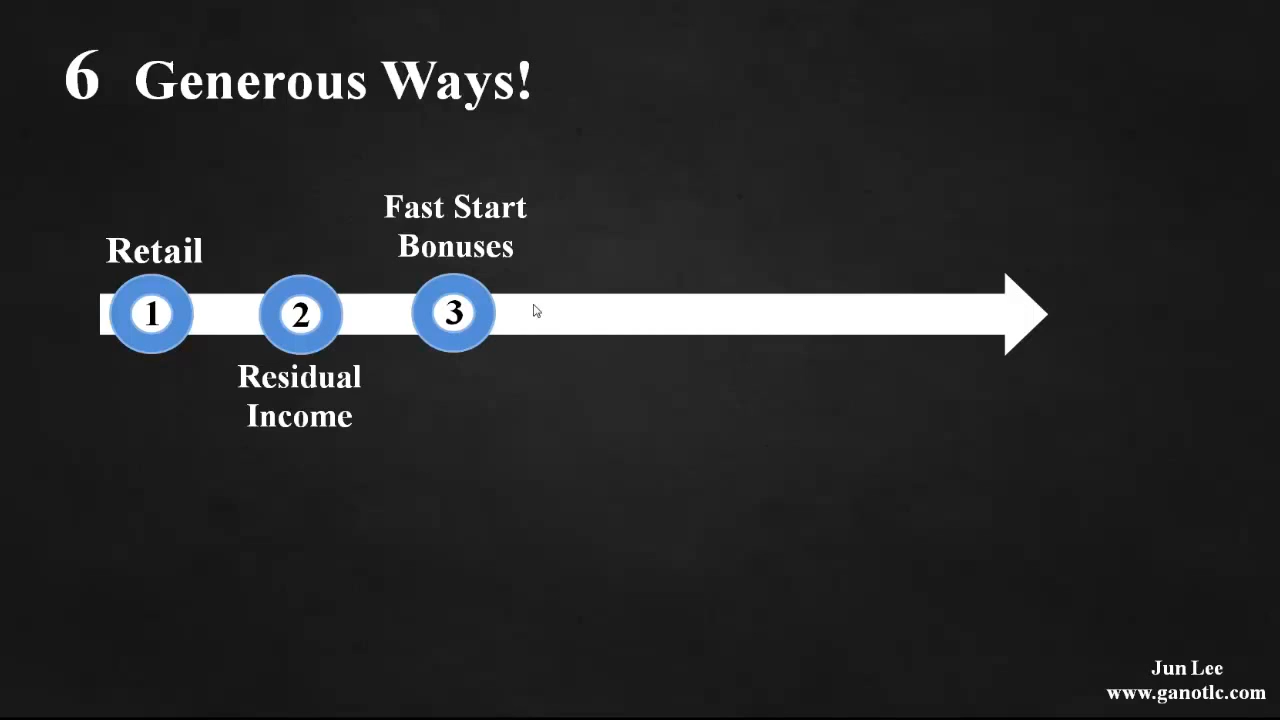 6 Generous Ways!
Fast Start
Bonuses
Retail
1
2
3
Residual
Income
Jun Lee
www.ganotlc.com